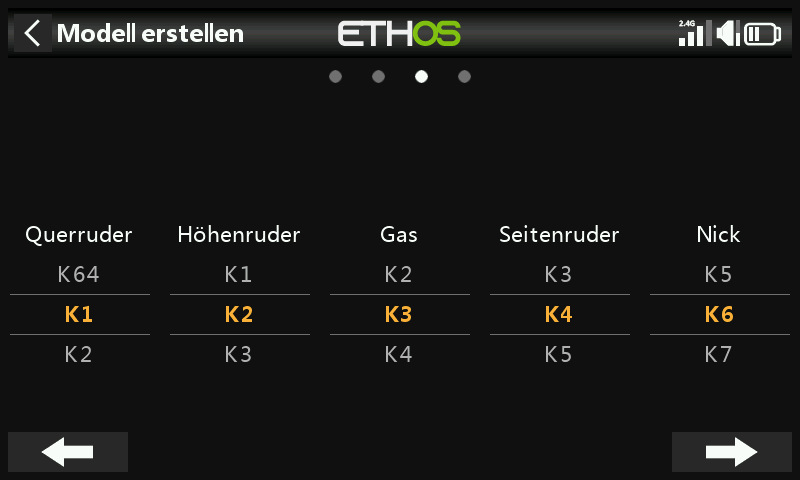 Modell erstellen
ETHOS
2.4G
Querruder Höhenruder Gas Seitenruder Nick
K64 K1 K2 K3 K5
K1 K2 K3 K4 K6
K2 K3 K4 K5 K7